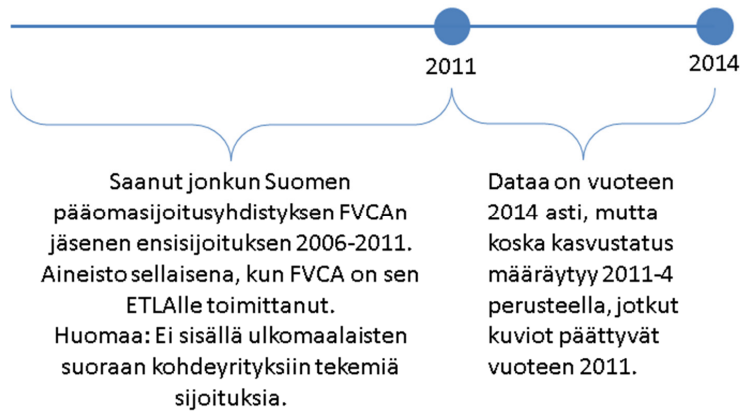 2011
2014
Saanut jonkun Suomen
pääomasijoitusyhdistyksen FVCAn
jäsenen ensisijoituksen 2006-2011.
Aineisto sellaisena, kun FVCA on sen
ETLAlle toimittanut.
Huomaa: Ei sisällä ulkomaalaisten
suoraan kohdeyrityksiin tekemiä
sijoituksia.
Dataa on vuoteen
2014 asti, mutta
koska kasvustatus
määräytyy 2011-4
perusteella, jotkut
kuviot päättyvät
vuoteen 2011.